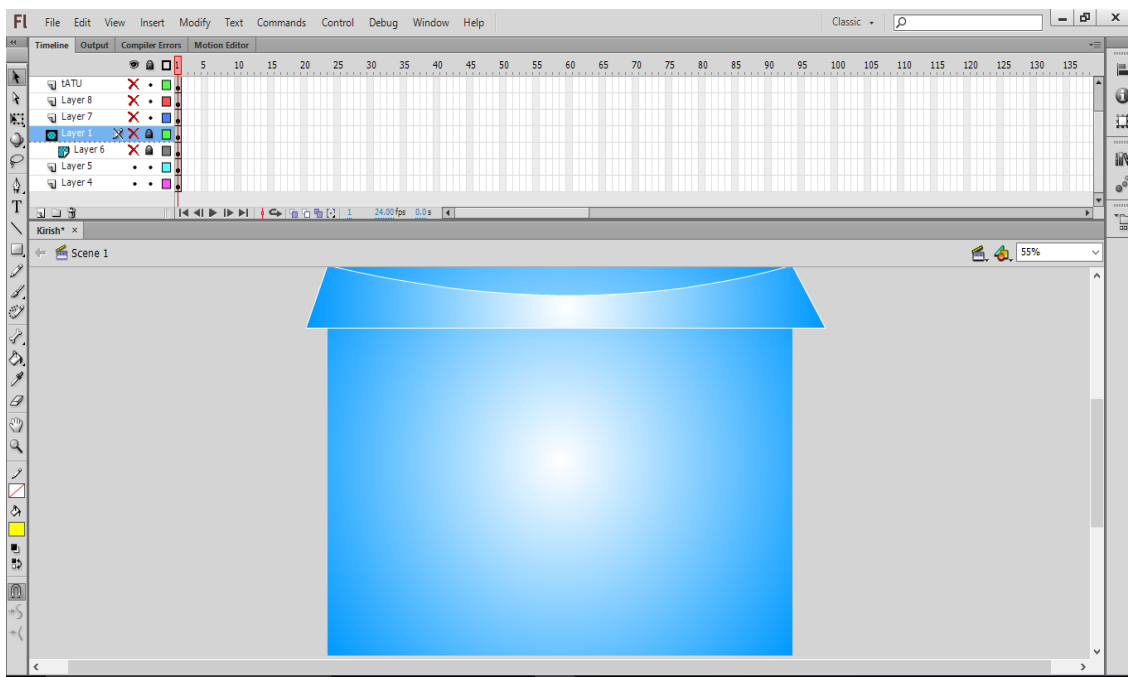 Fl File Edit View Insert Modify Text Commands Control Debug Window Help Classic
Timeline Output Compiler Errors Motion Editor
1 5 10 15 20 25 30 35 40 45 50 55 60 65 70 75 80 85 90 95 100 105 110 115 120 125 130 135
tATU
Layer 8
Layer 7
Layer 1
Layer 6
Layer 5
Layer 4
1 24.00 fps 0.0 s
Kirish* ×
Scene 1 55%